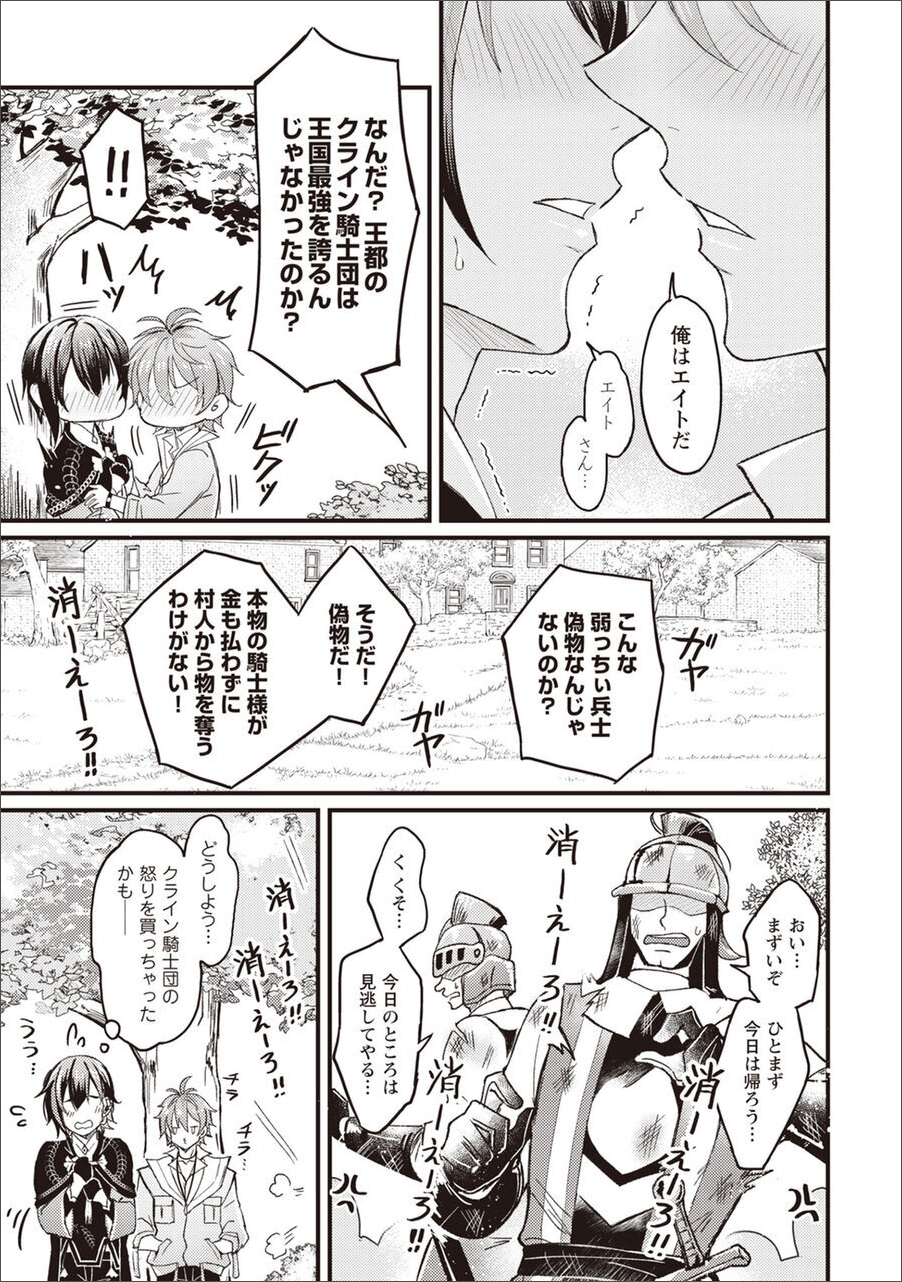 俺はエイトだ
エイト
さん…
なんだ？王都の
クライン騎士団は
王国最強を誇るん
じゃなかったのか？
！！
ビクッ
こんな
弱っちぃ兵士
偽物なんじゃ
ないのか？
ガヤ
ガヤ
そうだ！
偽物だ！
本物の騎士様が
金も払わずに
村人から物を奪う
わけがない！
消ーえーろ！！
おい…
まずいぞ
ひとまず
今日は帰ろう…
消ーえーろ！！
消ーえーろ
消ーえーろ
くくそ…
今日のところは
見逃してやる…
消ーえーろ！！
消ーえーろ！！
どうしよう…
クライン騎士団の
怒りを買っちゃった
かも――
うぅ…
チラ
チラ